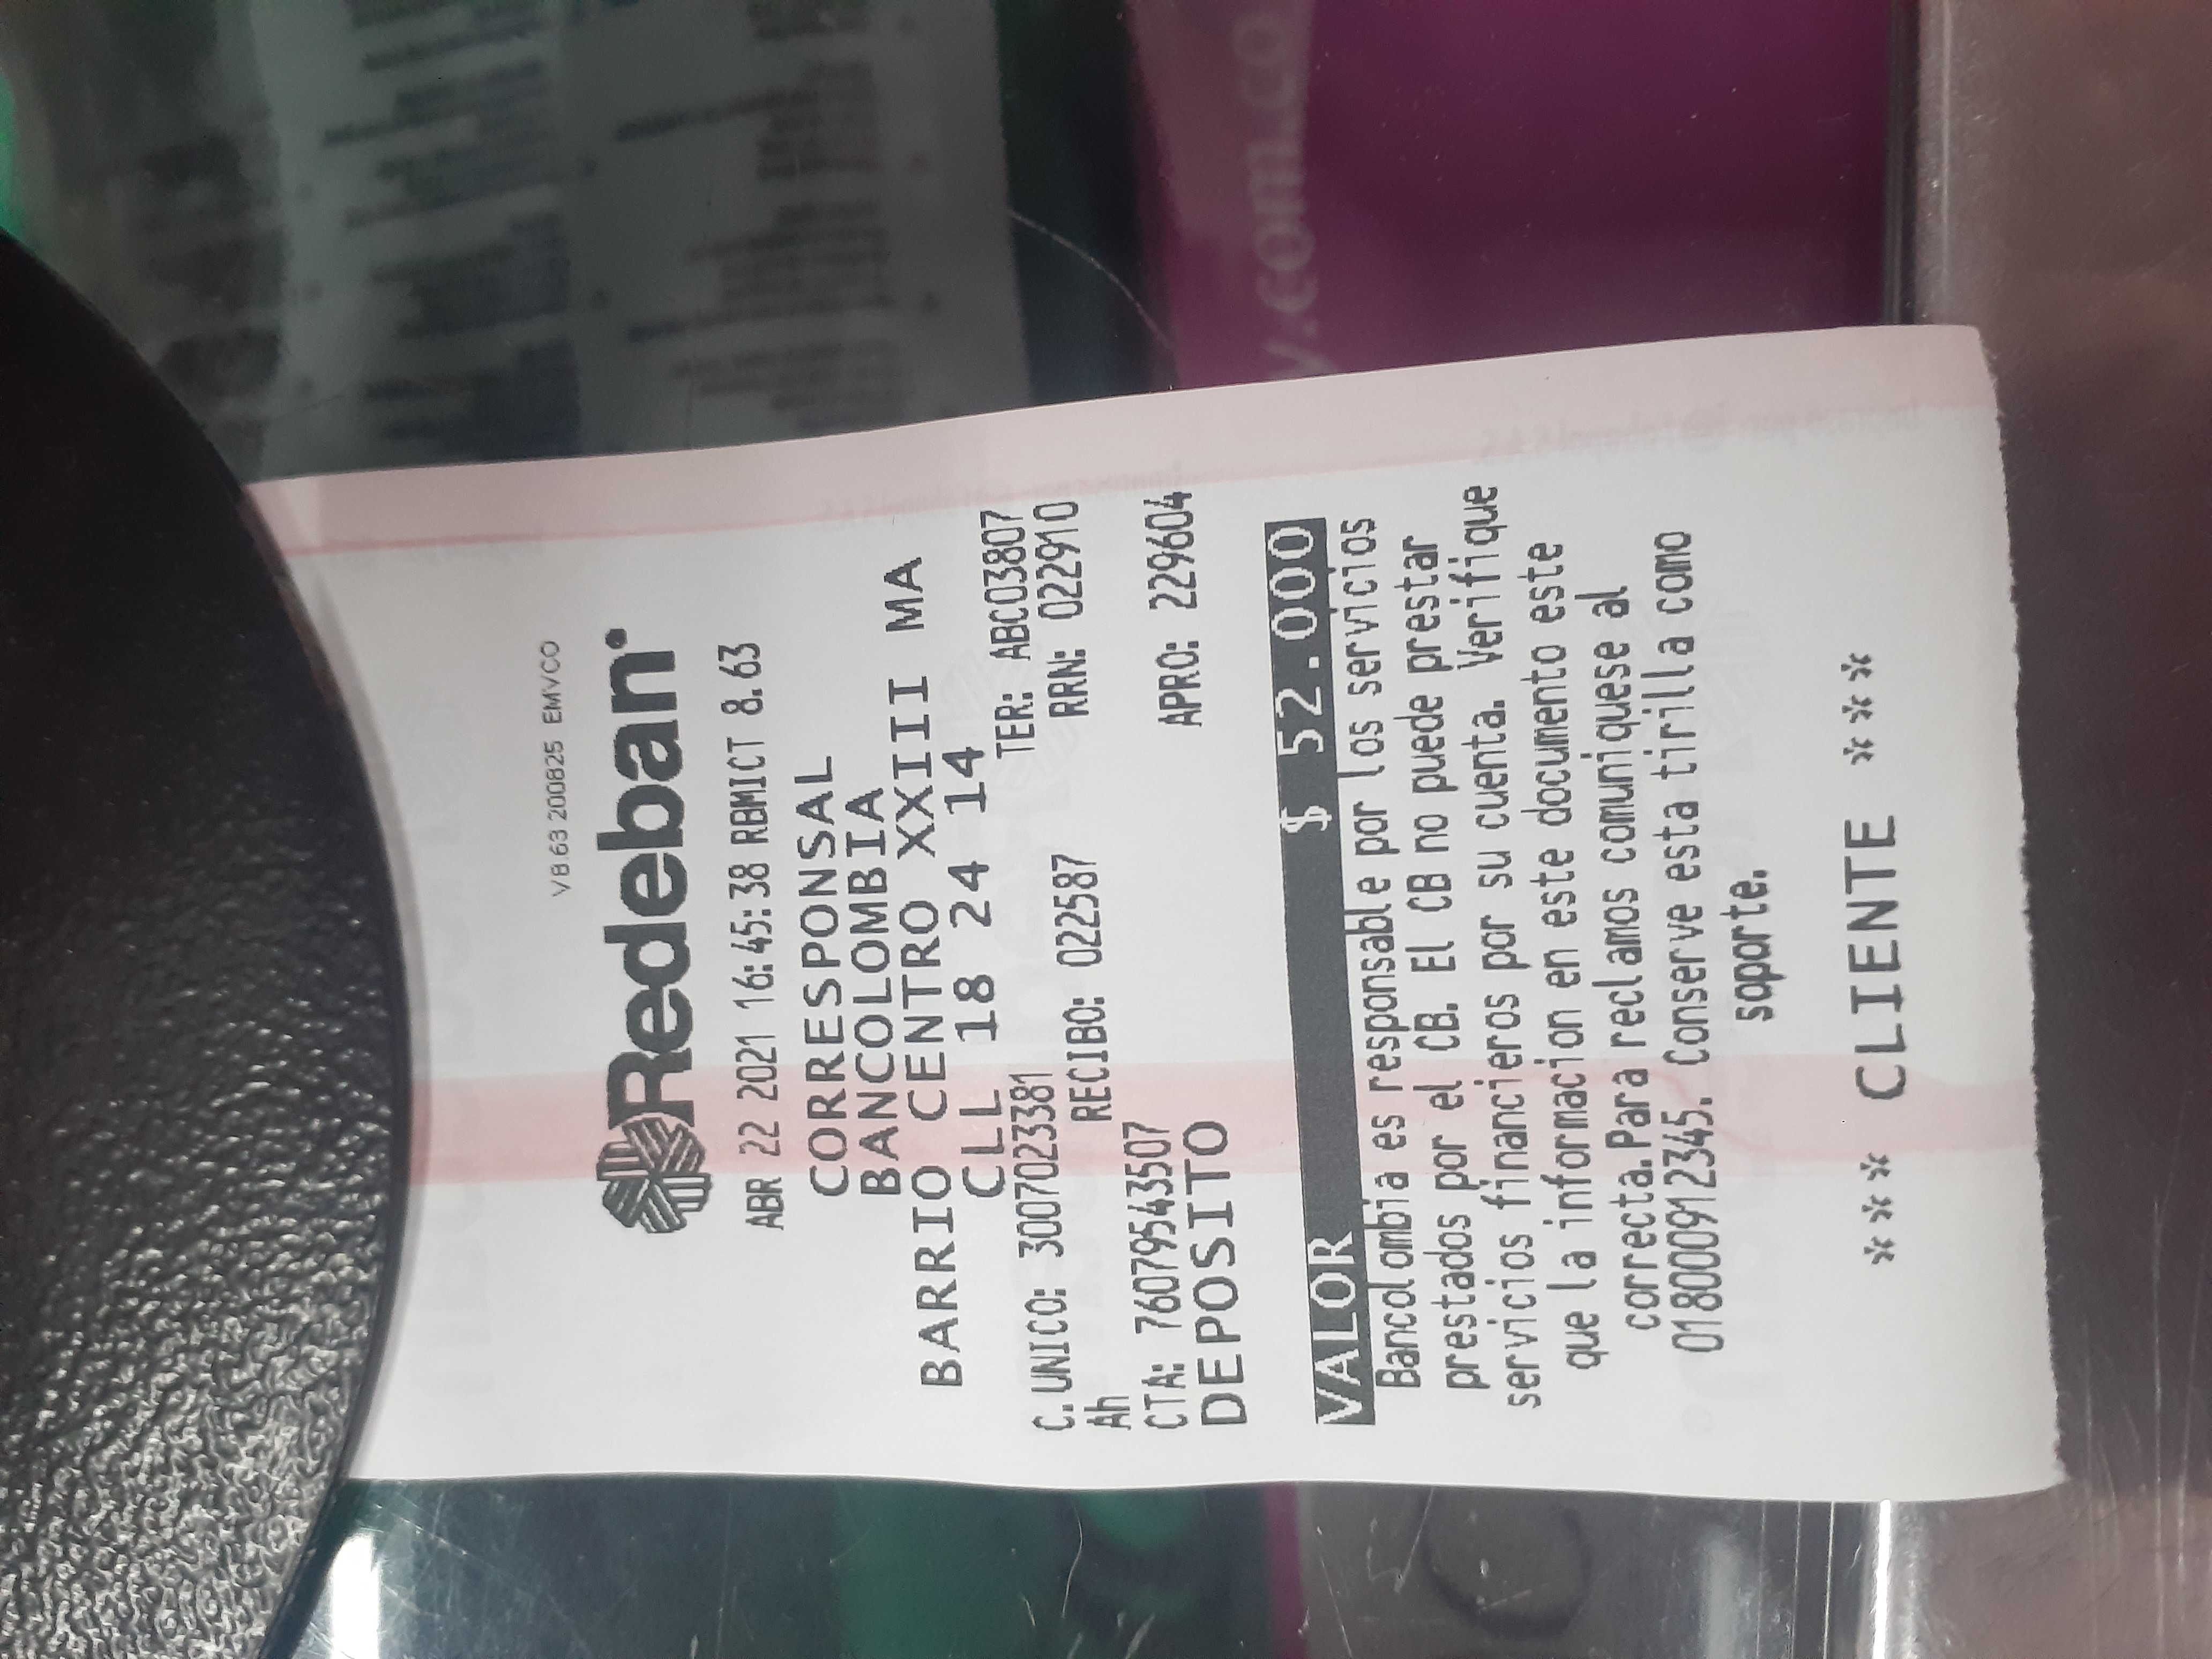 V8.63 200825 EMVCO
Redeban
ABR 22 2021 16:45:38 RBMICT 8.63
CORRESPONSAL
BANCOLOMBIA
BARRIO CENTRO XXIII MA
CLL 18 24 14
C.UNICO: 3007023381 TER: ABC03807
RECIBO: 022587 RRN: 022910
Ah
CTA: 76079543507 APRO: 229604
DEPOSITO
VALOR $ 52.000
Bancolombia es responsable por los servicios
prestados por el CB. El CB no puede prestar
servicios financieros por su cuenta. Verifique
que la informacion en este documento este
correcta.Para reclamos comuniquese al
018000912345. Conserve esta tirilla como
soporte.
*** CLIENTE ***
y.com.co